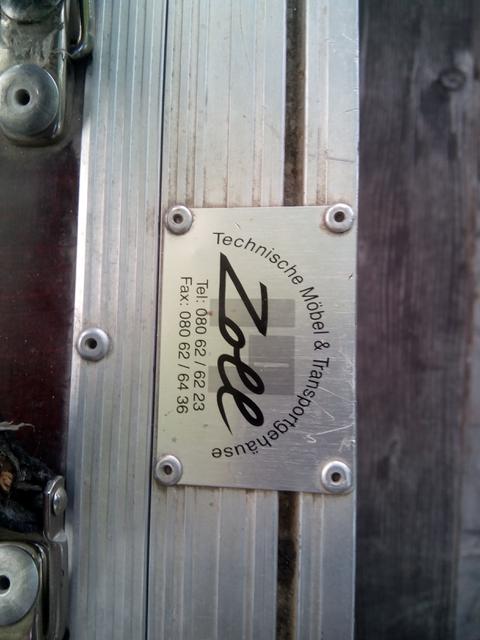 Technische Möbel & Transportgehäuse
Zoll
Tel: 080 62 / 62 23
Fax: 080 62 / 64 36